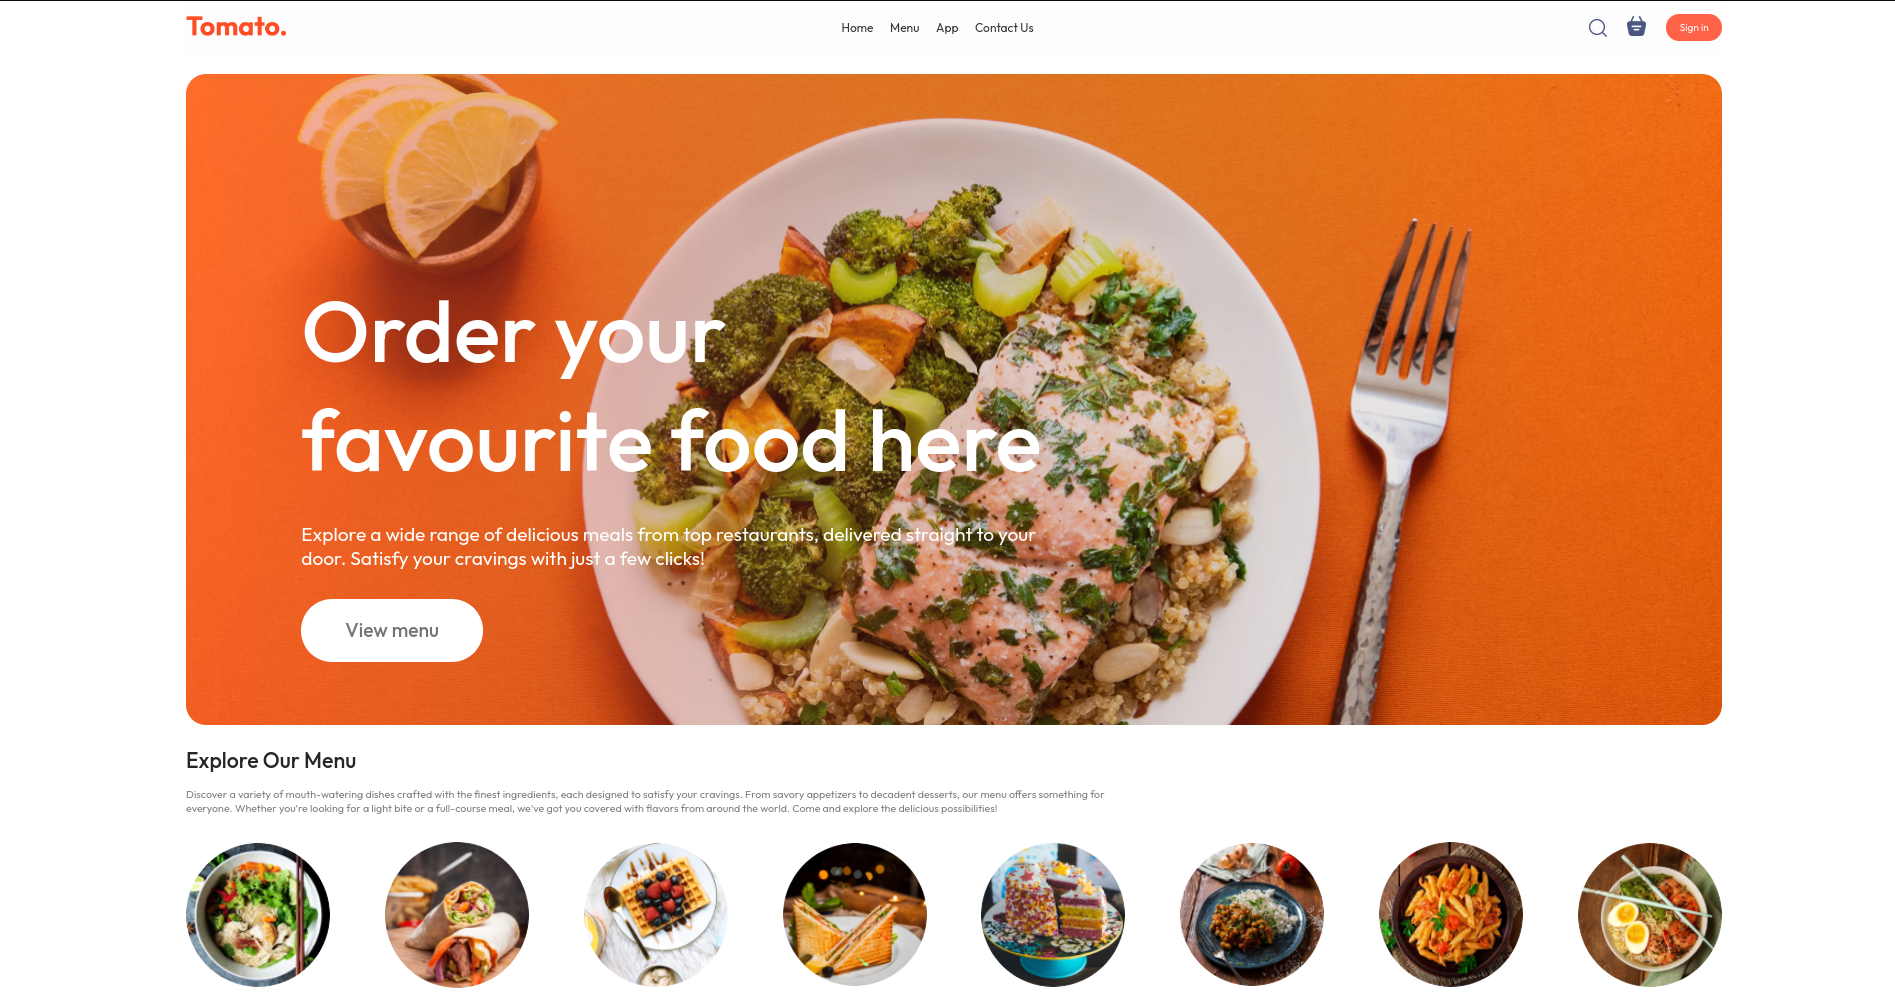 Tomato.
Home Menu App Contact Us
Sign in
Order your
favourite food here
Explore a wide range of delicious meals from top restaurants, delivered straight to your
door. Satisfy your cravings with just a few clicks!
View menu
Explore Our Menu
Discover a variety of mouth-watering dishes crafted with the finest ingredients, each designed to satisfy your cravings. From savory appetizers to decadent desserts, our menu offers something for
everyone. Whether you're looking for a light bite or a full-course meal, we've got you covered with flavors from around the world. Come and explore the delicious possibilities!